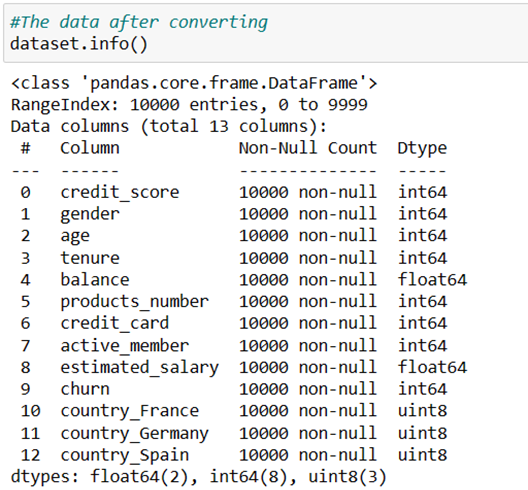 #The data after converting
dataset.info()
<class 'pandas.core.frame.DataFrame'>
RangeIndex: 10000 entries, 0 to 9999
Data columns (total 13 columns):
 #   Column            Non-Null Count  Dtype
---  ------            --------------  -----
 0   credit_score      10000 non-null  int64
 1   gender            10000 non-null  int64
 2   age               10000 non-null  int64
 3   tenure            10000 non-null  int64
 4   balance           10000 non-null  float64
 5   products_number   10000 non-null  int64
 6   credit_card       10000 non-null  int64
 7   active_member     10000 non-null  int64
 8   estimated_salary  10000 non-null  float64
 9   churn             10000 non-null  int64
 10  country_France    10000 non-null  uint8
 11  country_Germany   10000 non-null  uint8
 12  country_Spain     10000 non-null  uint8
dtypes: float64(2), int64(8), uint8(3)